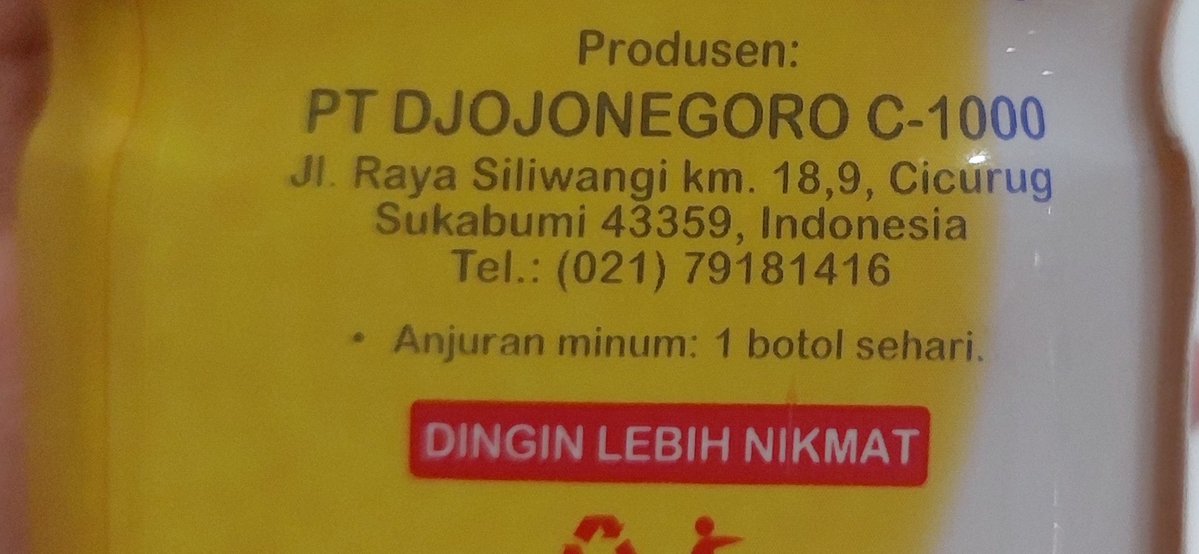 Produsen:
PT DJOJONEGORO C-1000
Jl. Raya Siliwangi km. 18,9, Cicurug
Sukabumi 43359, Indonesia
Tel.: (021) 79181416
• Anjuran minum: 1 botol sehari.
DINGIN LEBIH NIKMAT